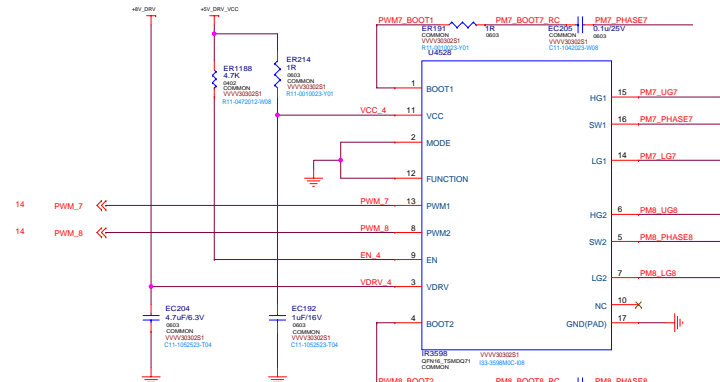 +8V_DRV
+5V_DRV_VCC
PWM7_BOOT1
ER191
COMMON
VVVV30302S1
R11-0010023-Y01
1R
0603
PM7_BOOT7_RC
EC205
COMMON
VVVV30302S1
C11-1042023-W08
PM7_PHASE7
0.1u/25V
0603
U4528
ER1188
4.7K
0402
COMMON
VVVV30302S1
R11-0472012-W08
ER214
1R
0603
COMMON
VVVV30302S1
R11-0010023-Y01
1
BOOT1
VCC_4
11
VCC
2
MODE
12
FUNCTION
14
PWM_7
PWM_7
13
PWM1
14
PWM_8
PWM_8
8
PWM2
EN_4
9
EN
VDRV_4
3
VDRV
4
BOOT2
HG1
15
PM7_UG7
SW1
16
PM7_PHASE7
LG1
14
PM7_LG7
HG2
6
PM8_UG8
SW2
5
PM8_PHASE8
LG2
7
PM8_LG8
NC
10
GND(PAD)
17
EC204
4.7uF/6.3V
0603
COMMON
VVVV30302S1
C11-1052523-T04
EC192
1uF/16V
0603
COMMON
VVVV30302S1
C11-1052523-T04
IR3598
QFN16_TSMDQ71
COMMON
VVVV30302S1
I33-3598M0C-I08
PWM8_BOOT2
PM8_BOOT8_RC
PM8_PHASE8